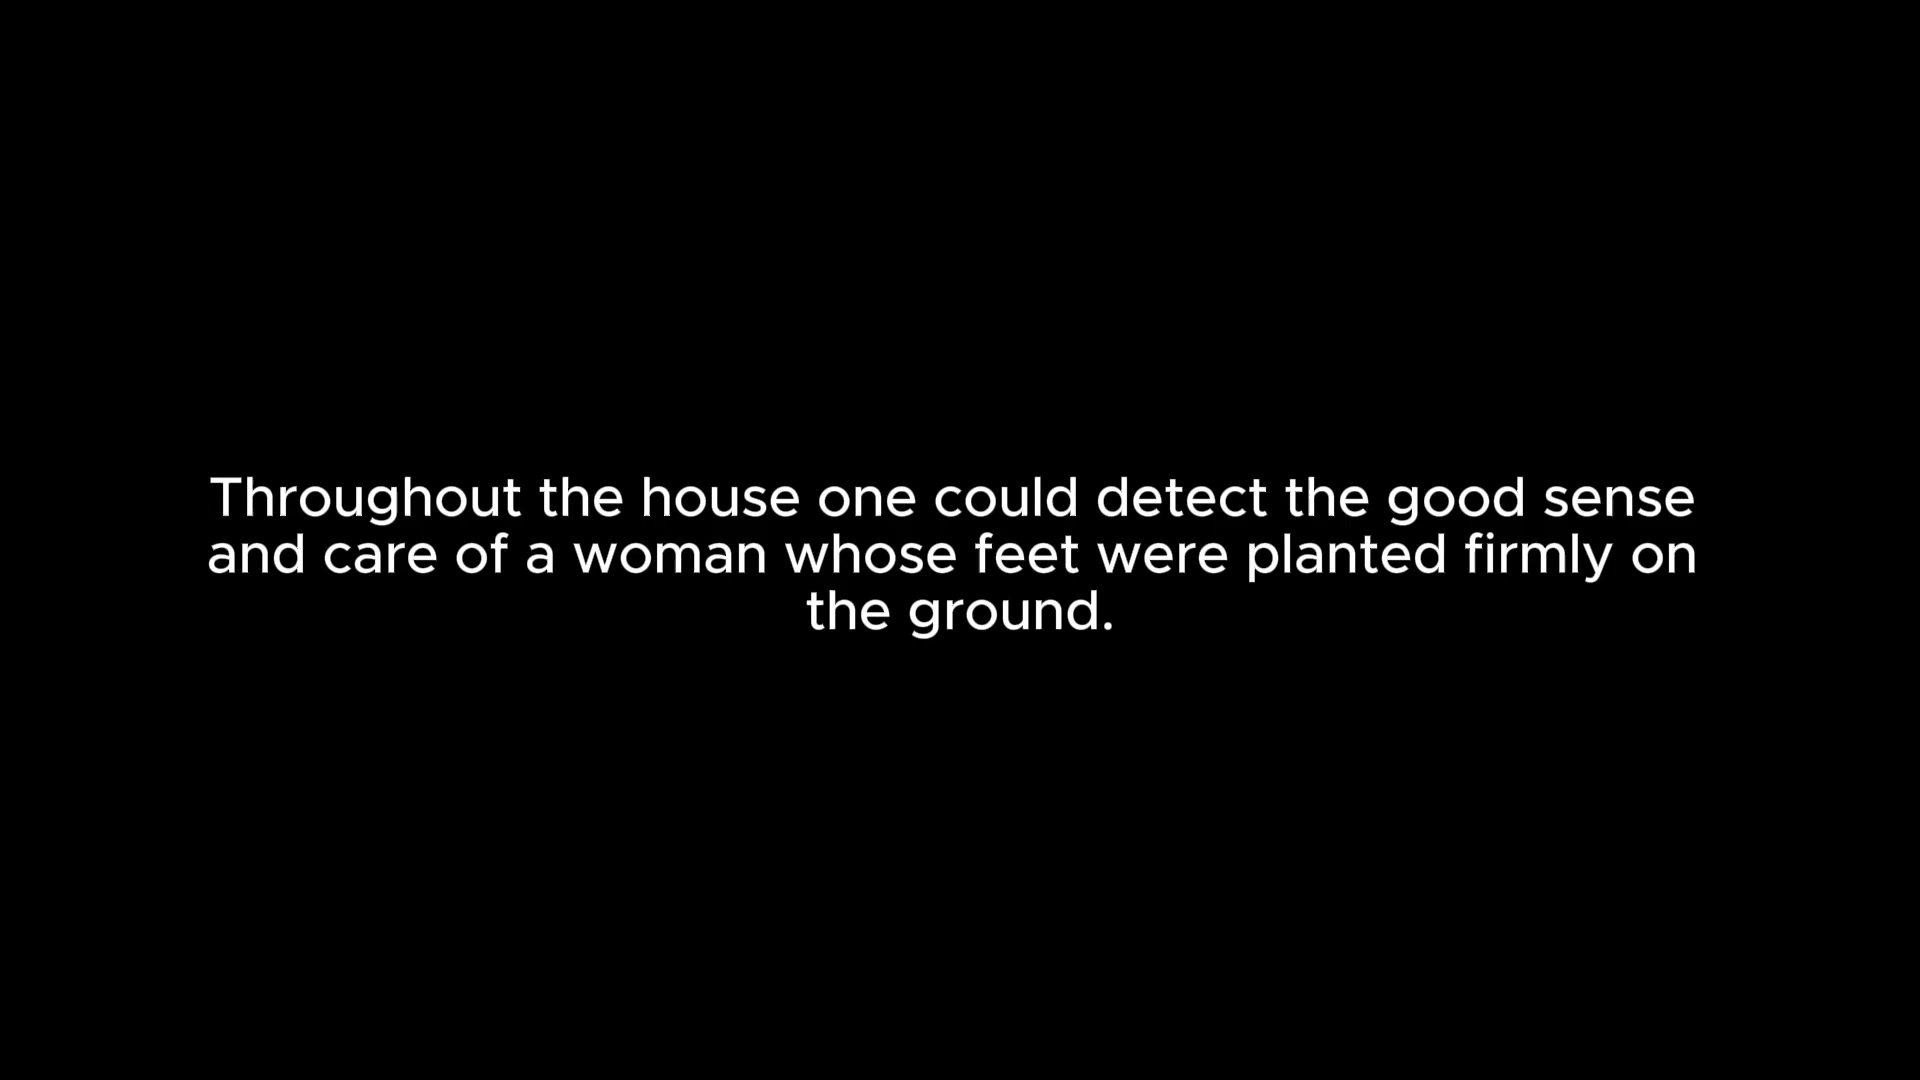 Throughout the house one could detect the good sense
and care of a woman whose feet were planted firmly on
the ground.